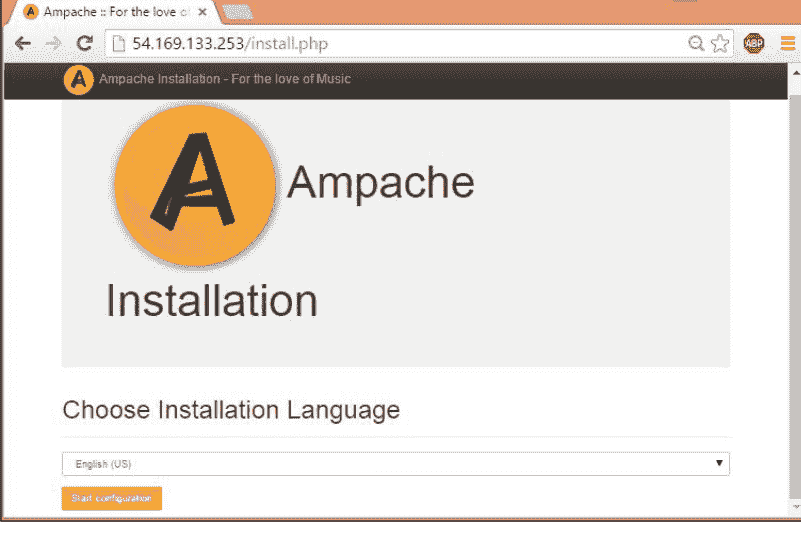 Ampache :: For the love o
54.169.133.253/install.php
ABP
Ampache Installation - For the love of Music
Ampache
Installation
Choose Installation Language
English (US)
Start configuration